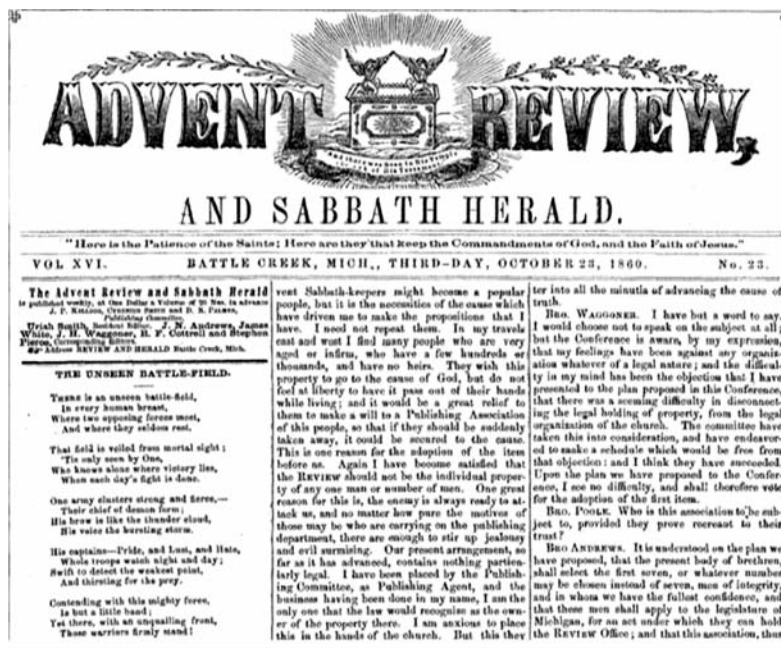 ADVENT REVIEW,
And there was seen in His Temple
the ark of His Testament.
AND SABBATH HERALD.
"Here is the Patience of the Saints; Here are they that keep the Commandments of God, and the Faith of Jesus."
VOL XVI. BATTLE CREEK, MICH., THIRD-DAY, OCTOBER 23, 1860. No. 23.
The Advent Review and Sabbath Herald
is published weekly, at One Dollar a Volume of 26 Nos. in advance
J. P. KELLOGG, CYRENIUS SMITH AND D. R. PALMER,
Publishing Committee.
Uriah Smith, Resident Editor. J. N. Andrews, James
White, J. H. Waggoner, R. F. Cottrell and Stephen
Pierce, Corresponding Editors.
Address REVIEW AND HERALD Battle Creek, Mich.
THE UNSEEN BATTLE-FIELD.
THERE is an unseen battle-field,
In every human breast,
Where two opposing forces meet,
And where they seldom rest.
That field is veiled from mortal sight;
'Tis only seen by One,
Who knows alone where victory lies,
When each day's fight is done.
One army clusters strong and fierce,—
Their chief of demon form;
His brow is like the thunder cloud,
His voice the bursting storm.
His captains—Pride, and Lust, and Hate,
Whole troops watch night and day;
Swift to detect the weakest point,
And thirsting for the prey.
Contending with this mighty force,
Is but a little band;
Yet there, with an unquailing front,
Those warriors firmly stand!
vent Sabbath-keepers might become a popular
people, but it is the necessities of the cause which
have driven me to make the propositions that I
have. I need not repeat them. In my travels
east and west I find many people who are very
aged or infirm, who have a few hundreds or
thousands, and have no heirs. They wish this
property to go to the cause of God, but do not
feel at liberty to have it pass out of their hands
while living; and it would be a great relief to
them to make a will to a Publishing Association
of this people, so that if they should be suddenly
taken away, it could be secured to the cause.
This is one reason for the adoption of the item
before us. Again I have become satisfied that
the REVIEW should not be the individual proper-
ty of any one man or number of men. One great
reason for this is, the enemy is always ready to at-
tack us, and no matter how pure the motives of
those may be who are carrying on the publishing
department, there are enough to stir up jealousy
and evil surmising. Our present arrangement, so
far as it has advanced, contains nothing particu-
larly legal. I have been placed by the Publish-
ing Committee, as Publishing Agent, and the
business having been done in my name, I am the
only one that the law would recognize as the own-
er of the property there. I am anxious to place
this in the hands of the church. But this they
ter into all the minutia of advancing the cause of
truth.
BRO. WAGGONER. I have but a word to say.
I would choose not to speak on the subject at all,
but the Conference is aware, by my expression,
that my feelings have been against any organi
ation whatever of a legal nature; and the difficul
ty in my mind has been the objection that I have
presented to the plan proposed in this Conference,
that there was a seeming difficulty in disconnect-
ing the legal holding of property, from the legal
organization of the church. The committee have
taken this into consideration, and have endeavor
ed to make a schedule which would be free from
that objection: and I think they have succeeded.
Upon the plan we have proposed to the Confer-
ence, I see no difficulty, and shall therefore vote
for the adoption of the first item.
BRO. POOLE. Who is this association to be sub-
ject to, provided they prove recreant to their
trust?
BRO ANDREWS. It is understood on the plan we
have proposed, that the present body of brethren,
shall select the first seven, or whatever number
may be chosen instead of seven, men of integrity,
and in whom we have the fullest confidence, and
that these men shall apply to the legislature of
Michigan, for an act under which they can hold
the REVIEW Office; and that this association, thus